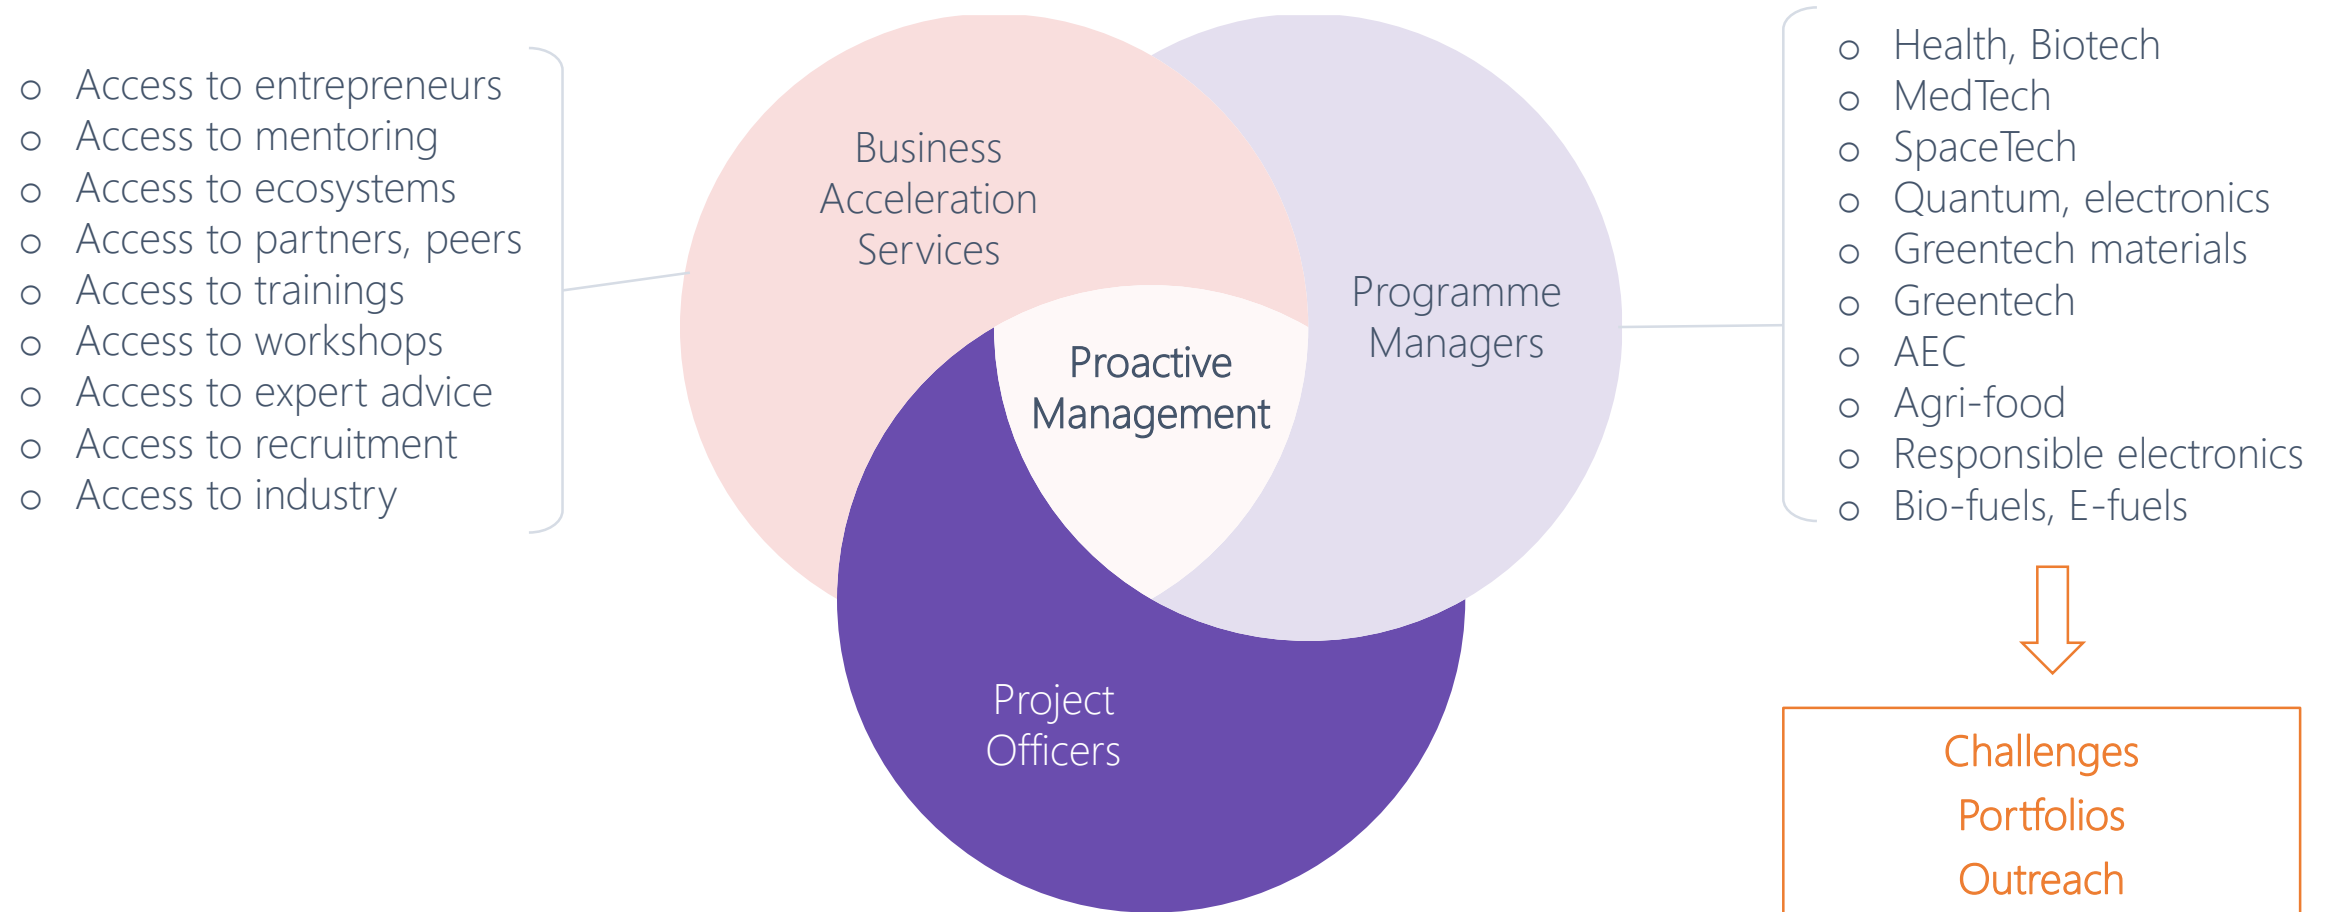 Access to entrepreneurs
Access to mentoring
Access to ecosystems
Access to partners, peers
Access to trainings
Access to workshops
Access to expert advice
Access to recruitment
Access to industry
Business
Acceleration
Services
Programme
Managers
Proactive
Management
Project
Officers
Health, Biotech
MedTech
SpaceTech
Quantum, electronics
Greentech materials
Greentech
AEC
Agri-food
Responsible electronics
Bio-fuels, E-fuels
Challenges
Portfolios
Outreach